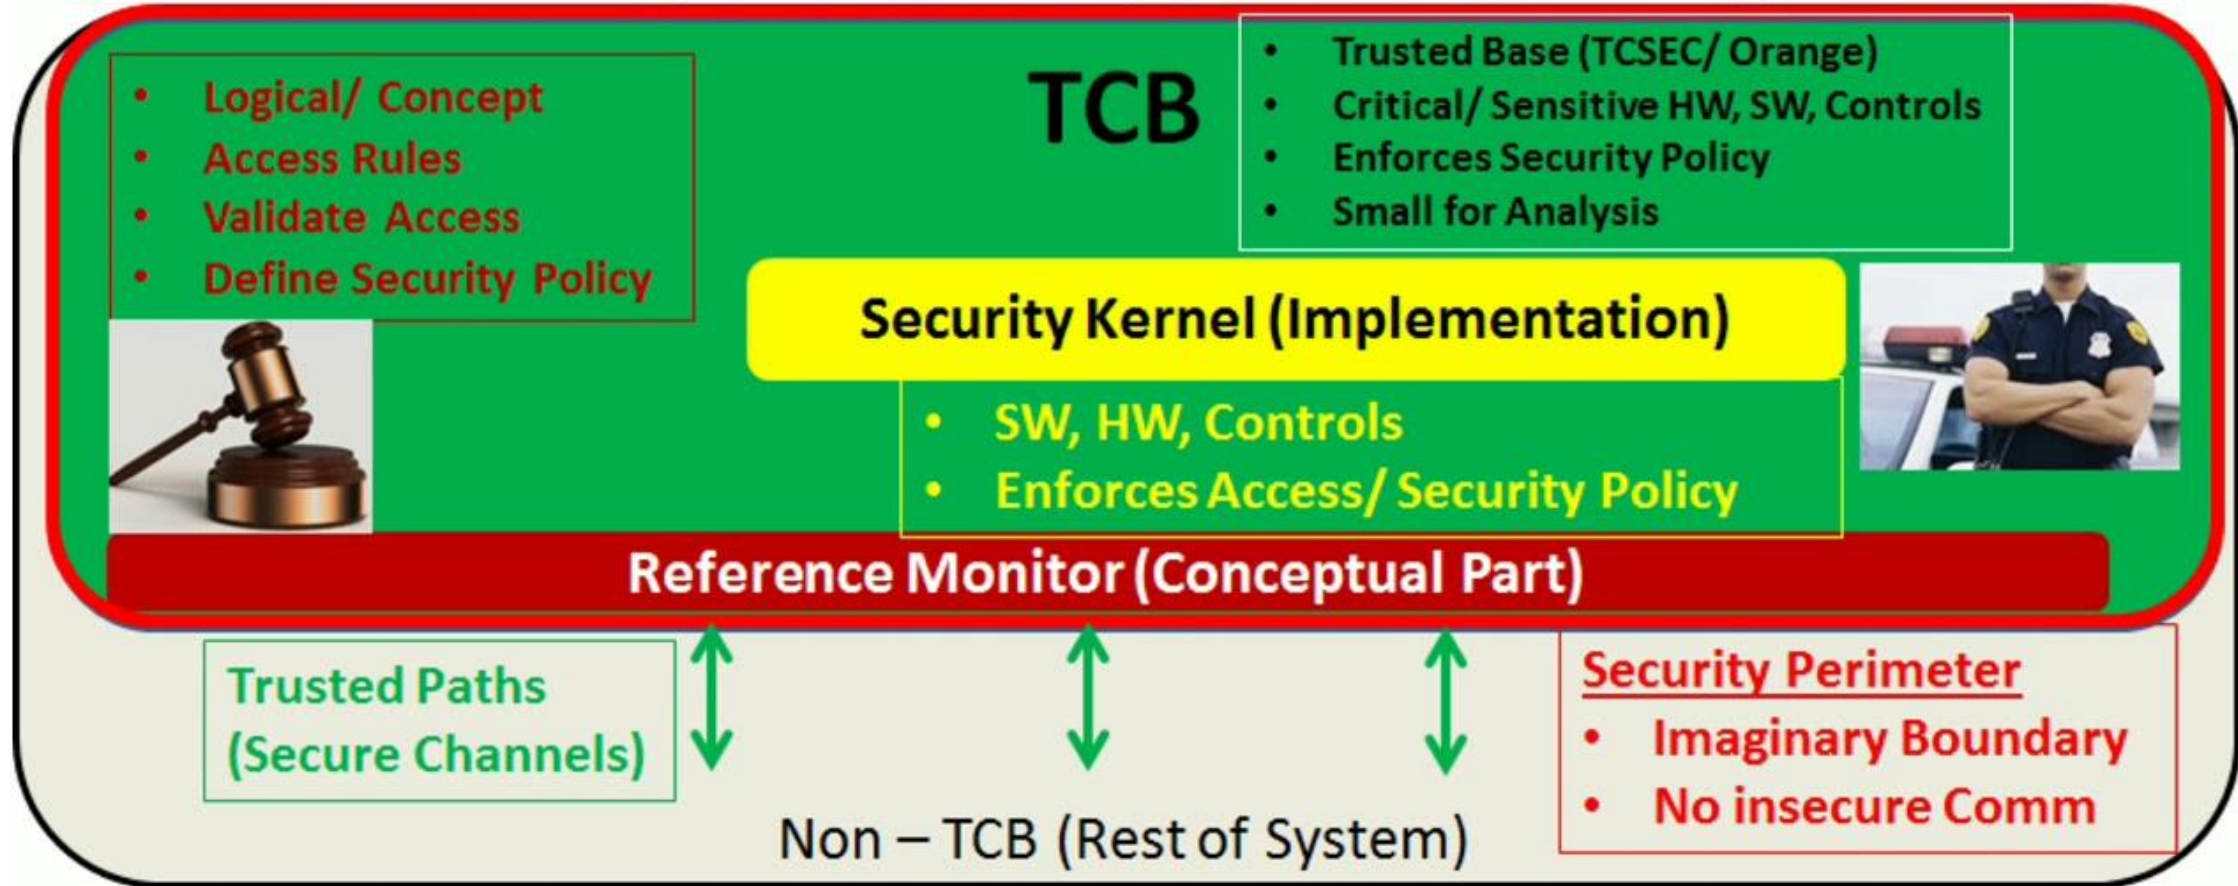 • Logical/ Concept
• Access Rules
• Validate Access
• Define Security Policy
TCB
• Trusted Base (TCSEC/ Orange)
• Critical/ Sensitive HW, SW, Controls
• Enforces Security Policy
• Small for Analysis
Security Kernel (Implementation)
• SW, HW, Controls
• Enforces Access/ Security Policy
Reference Monitor (Conceptual Part)
Trusted Paths
(Secure Channels)
Security Perimeter
• Imaginary Boundary
• No insecure Comm
Non – TCB (Rest of System)